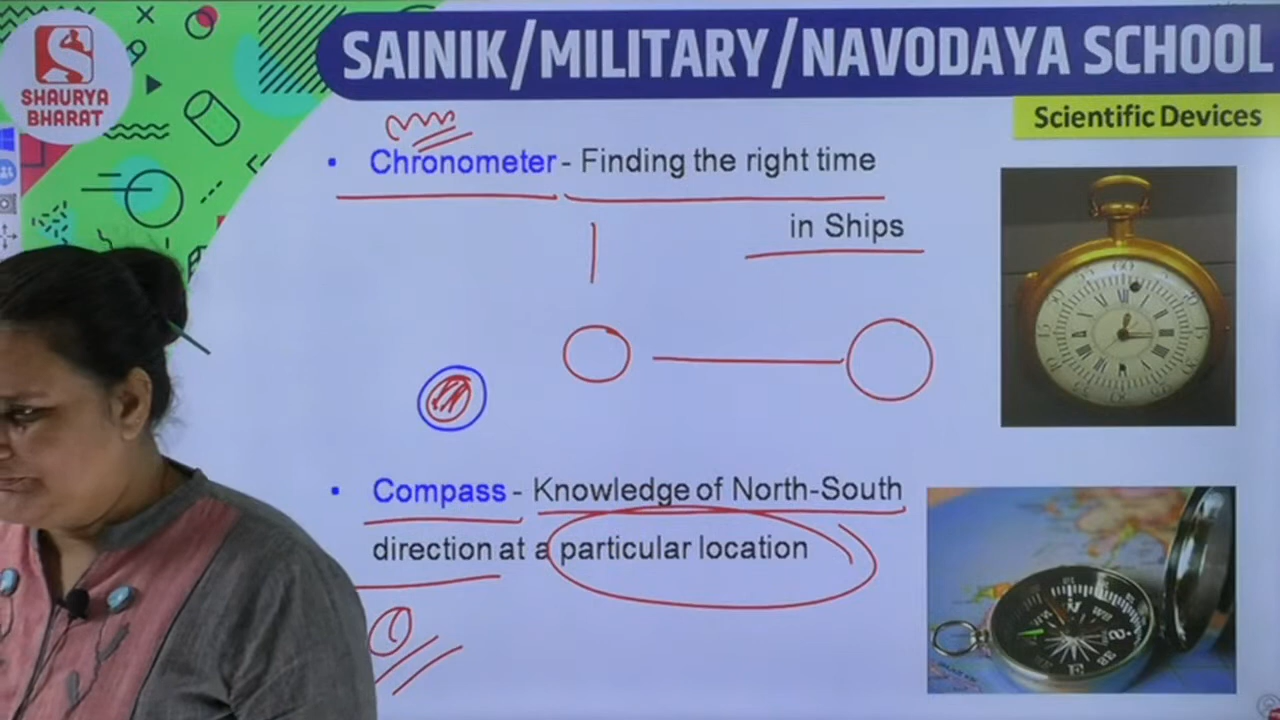 SHAURYA
BHARAT
SAINIK/MILITARY/NAVODAYA SCHOOL
Scientific Devices
• Chronometer - Finding the right time
in Ships
• Compass - Knowledge of North-South
direction at a particular location